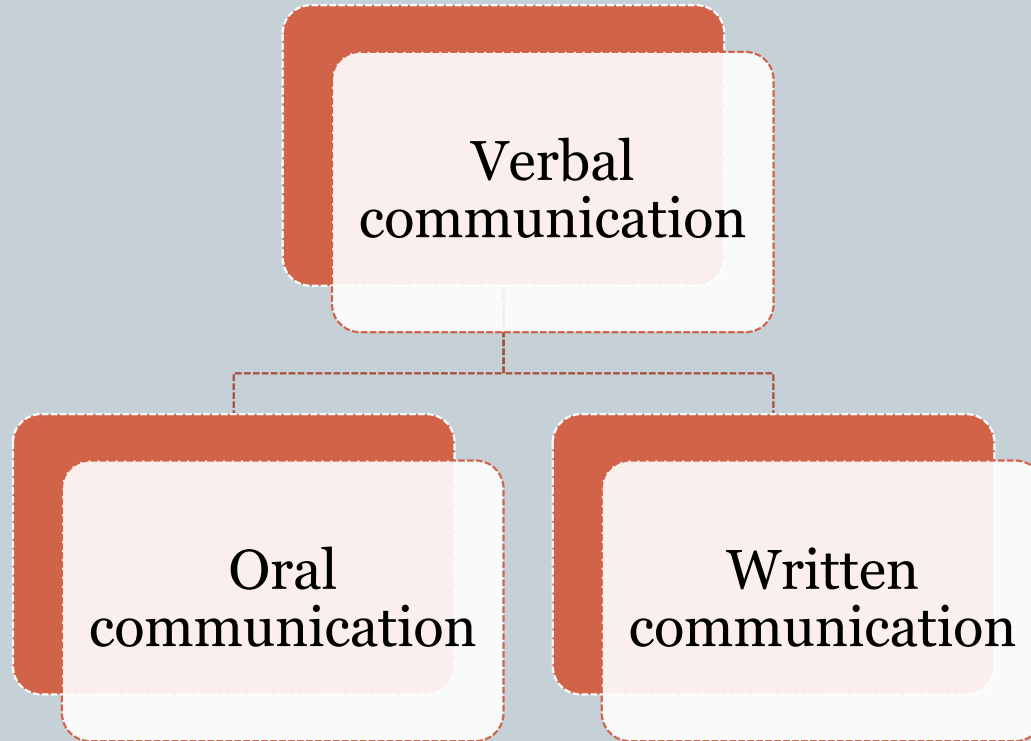 Verbal
communication
Oral
communication
Written
communication